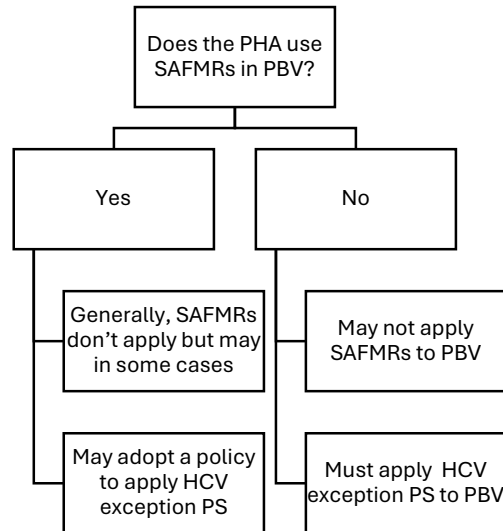 Does the PHA use
SAFMRs in PBV?
Yes
No
Generally, SAFMRs
don't apply but may
in some cases
May not apply
SAFMRs to PBV
May adopt a policy
to apply HCV
exception PS
Must apply HCV
exception PS to PBV